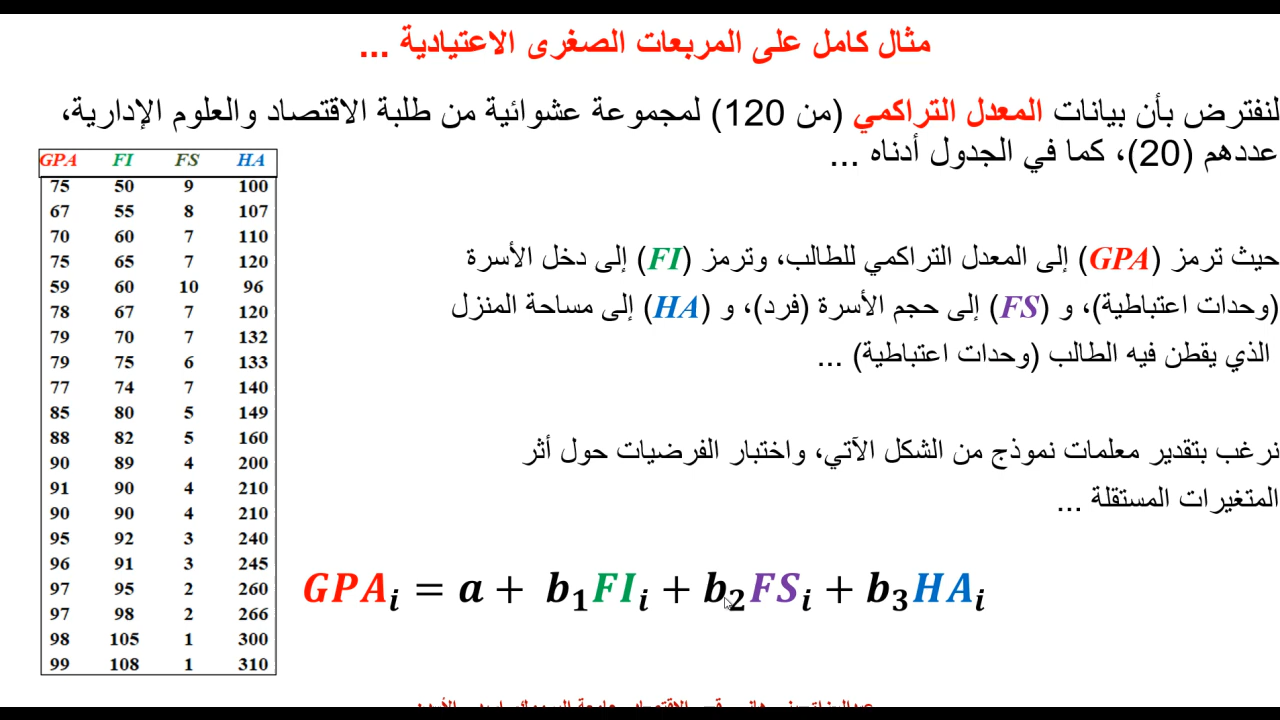 مثال كامل على المربعات الصغرى الاعتيادية ...
لنفترض بأن بيانات المعدل التراكمي (من 120) لمجموعة عشوائية من طلبة الاقتصاد والعلوم الإدارية،
عددهم (20)، كما في الجدول أدناه ...
GPA FI FS HA
75 50 9 100
67 55 8 107
70 60 7 110
75 65 7 120
59 60 10 96
78 67 7 120
79 70 7 132
79 75 6 133
77 74 7 140
85 80 5 149
88 82 5 160
90 89 4 200
91 90 4 210
90 90 4 210
95 92 3 240
96 91 3 245
97 95 2 260
97 98 2 266
98 105 1 300
99 108 1 310
حيث ترمز (GPA) إلى المعدل التراكمي للطالب، وترمز (FI) إلى دخل الأسرة
(وحدات اعتباطية)، و (FS) إلى حجم الأسرة (فرد)، و (HA) إلى مساحة المنزل
الذي يقطن فيه الطالب (وحدات اعتباطية) ...
نرغب بتقدير معلمات نموذج من الشكل الآتي، واختبار الفرضيات حول أثر
المتغيرات المستقلة ...
GPAᵢ = a + b₁FIᵢ + b₂FSᵢ + b₃HAᵢ